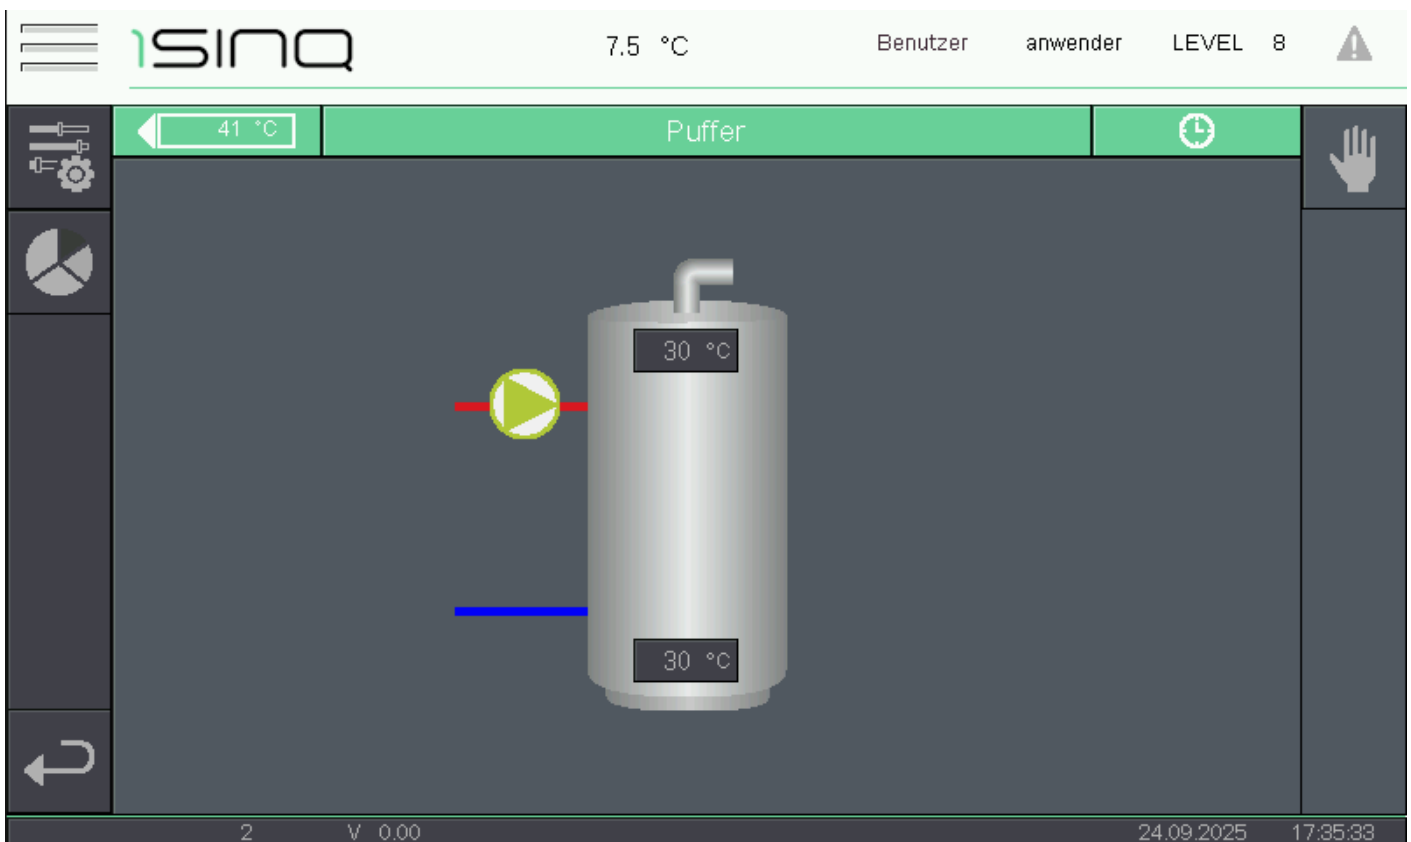 1SINQ 7.5 °C Benutzer anwender LEVEL 8
41 °C Puffer
30 °C
30 °C
2 V 0.00 24.09.2025 17:35:33